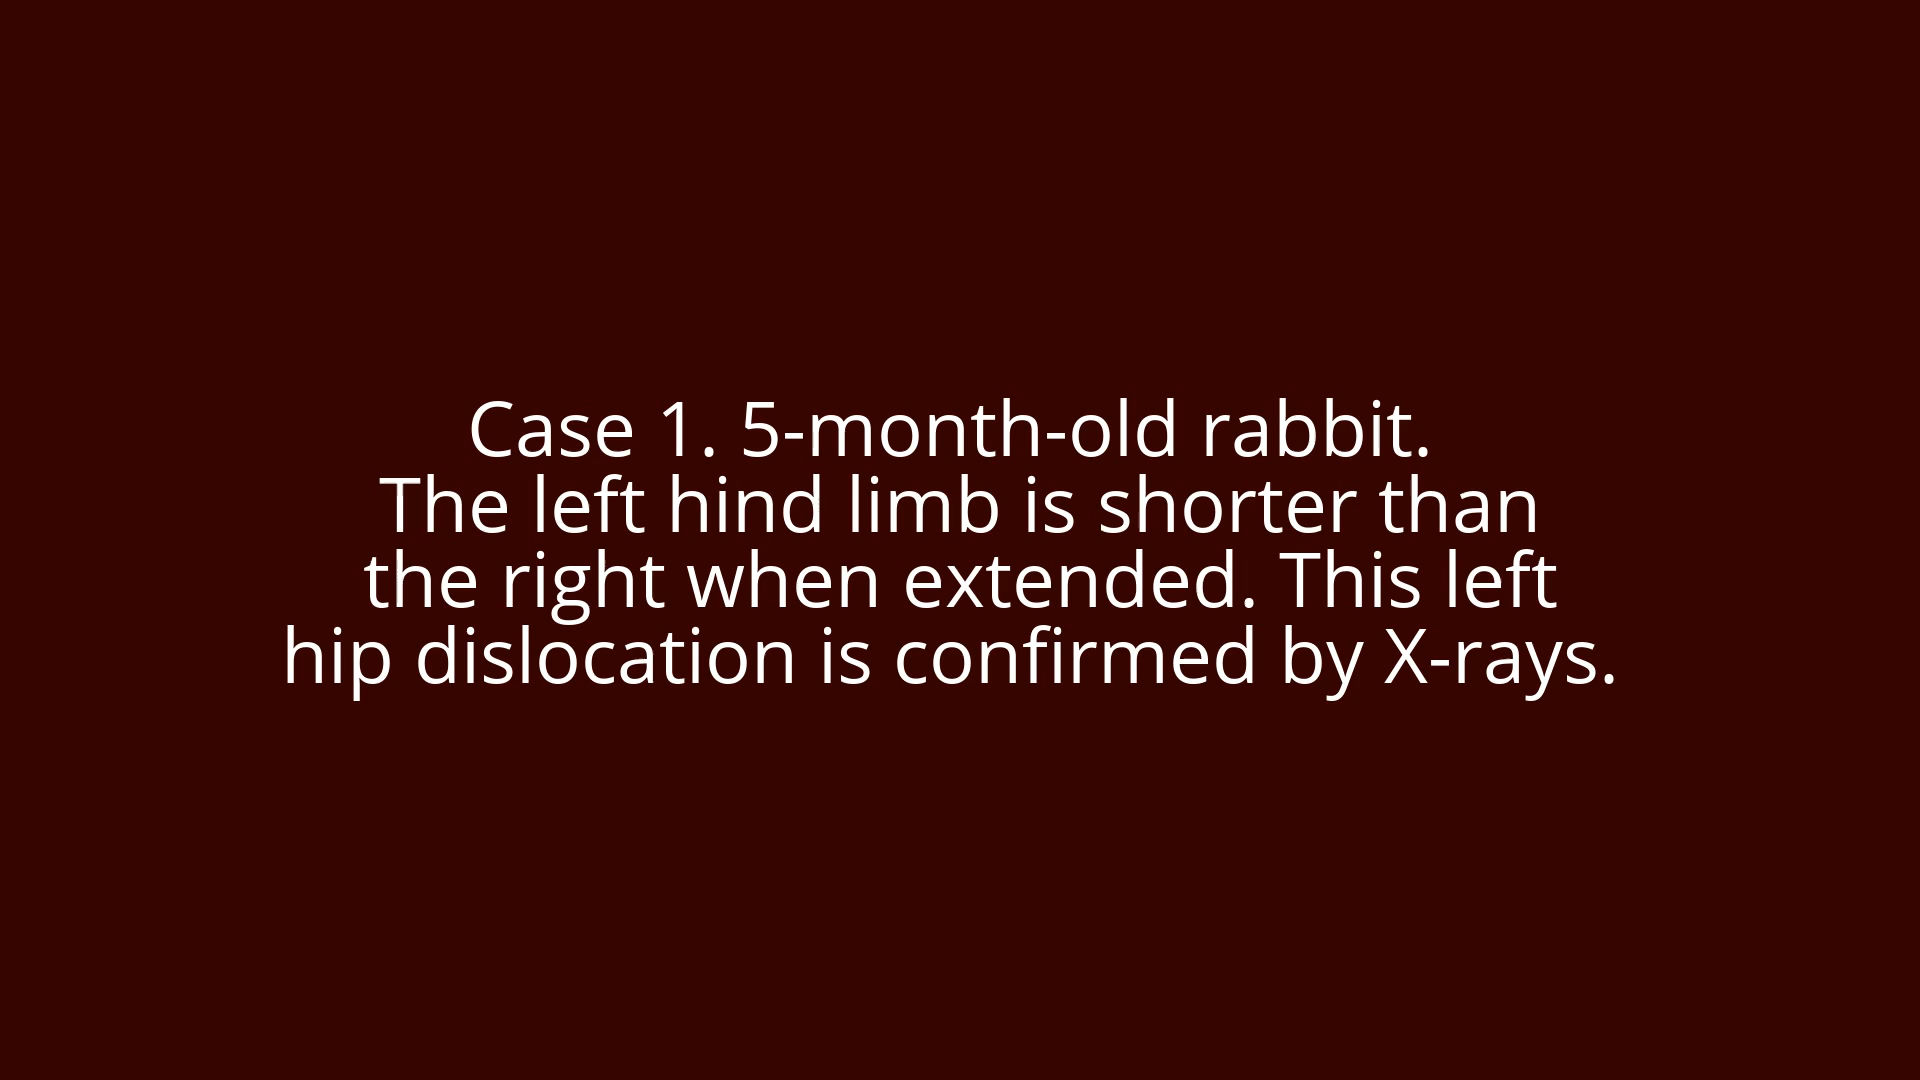 Case 1. 5-month-old rabbit.
The left hind limb is shorter than
the right when extended. This left
hip dislocation is confirmed by X-rays.